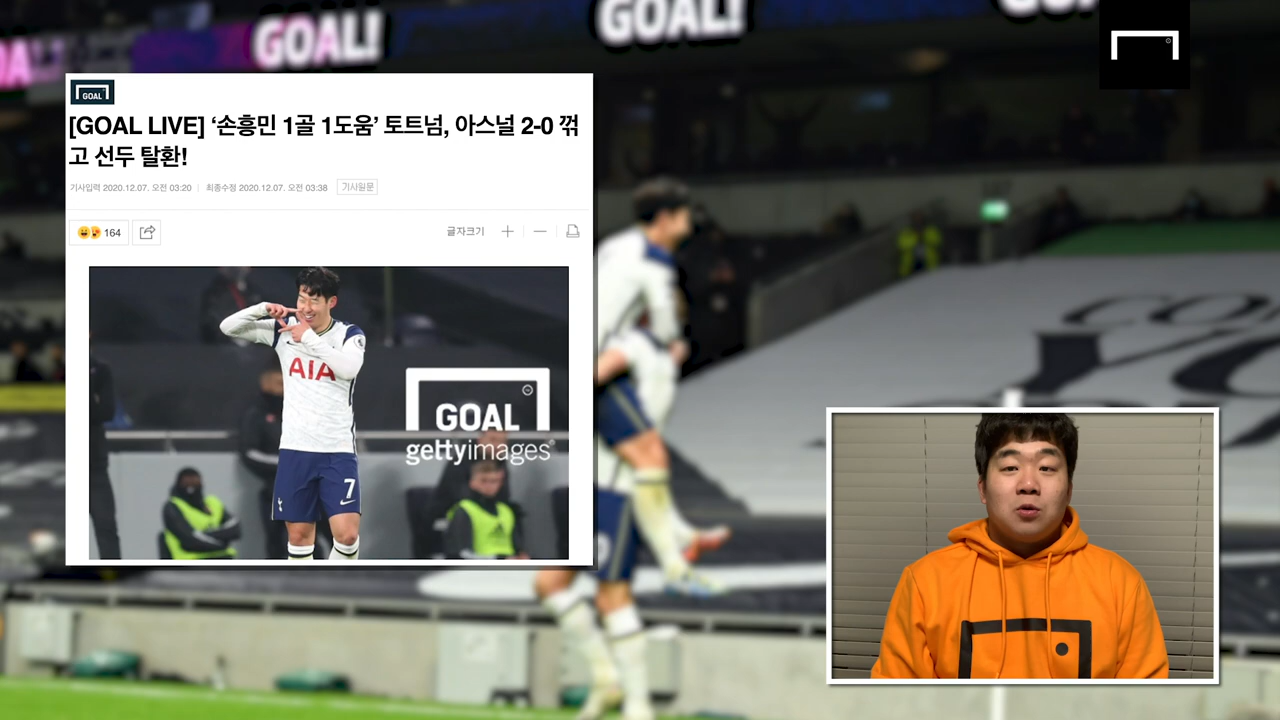 GOAL!
GOAL!
GOAL
[GOAL LIVE] ‘손흥민 1골 1도움’ 토트넘, 아스널 2-0 꺾
고 선두 탈환!
기사입력 2020.12.07. 오전 03:20 최종수정 2020.12.07. 오전 03:38 기사원문
164 글자크기
AIA
7
GOAL
gettyimages